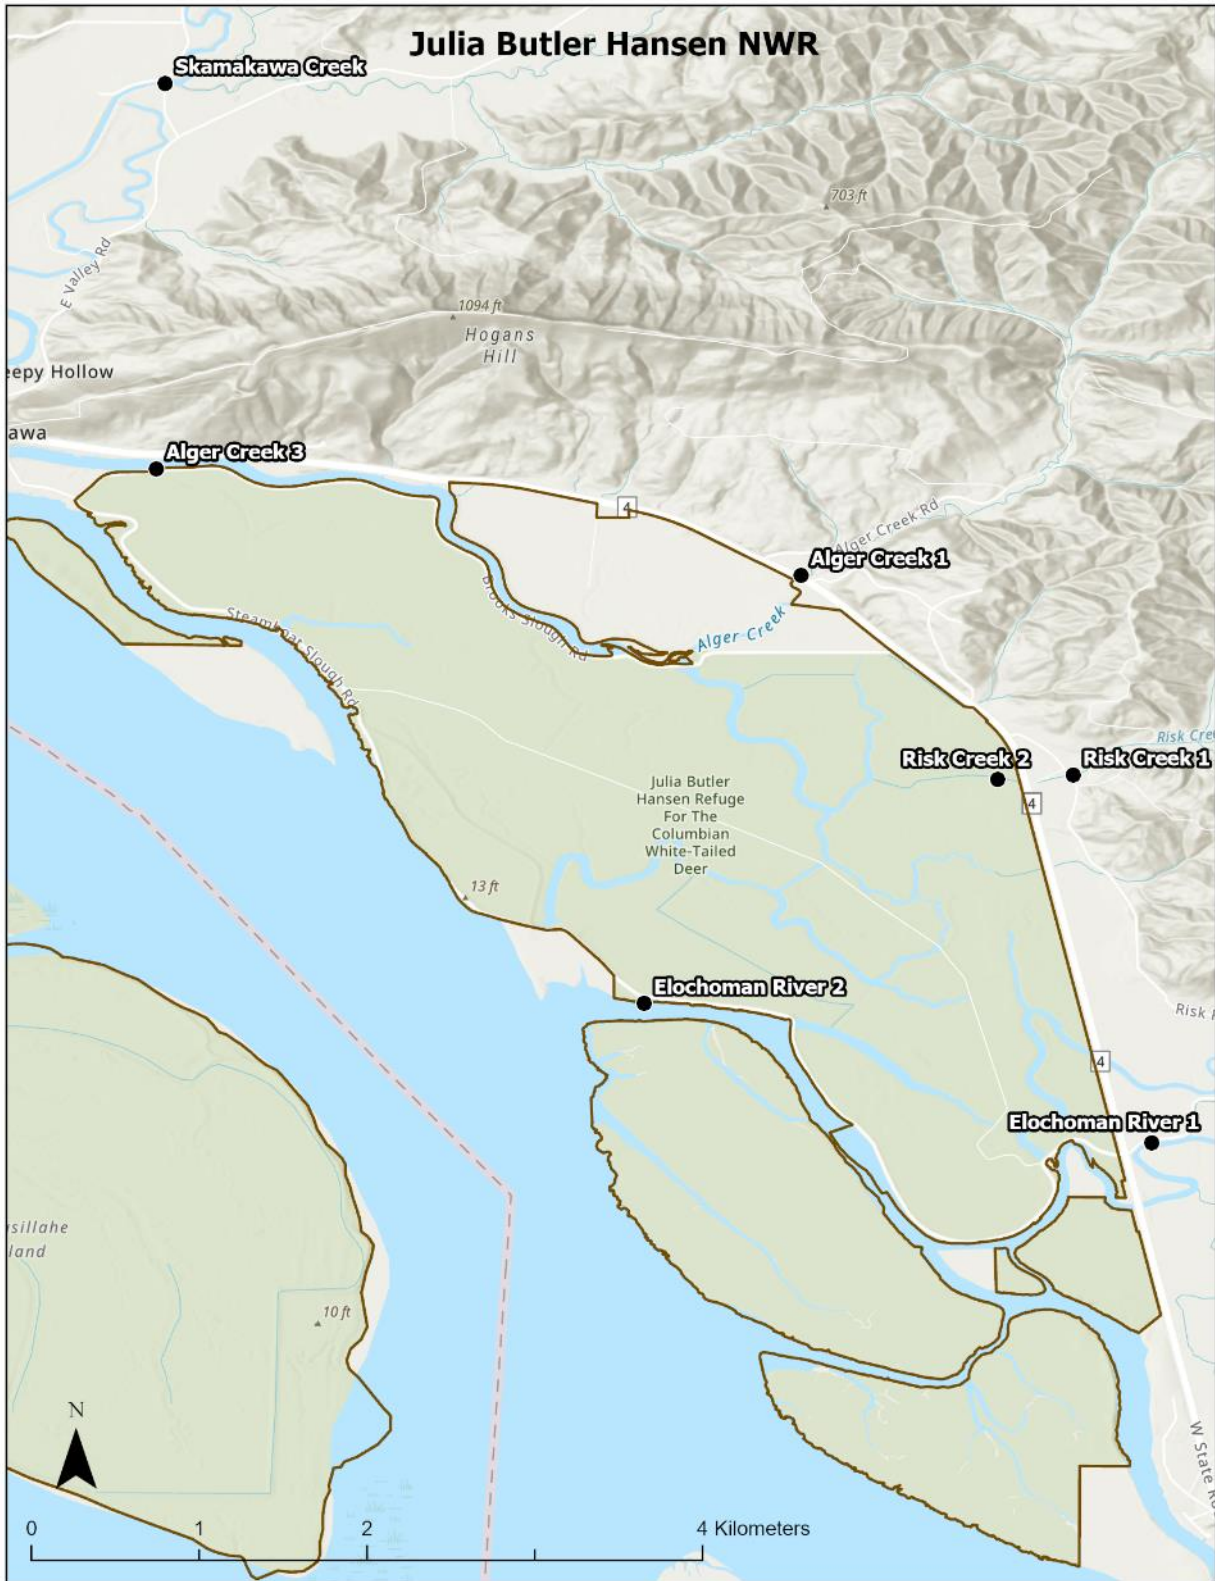 Julia Butler Hansen NWR
Skamakawa Creek
703 ft
E Valley Rd
1094 ft
Hogans
Hill
eepy Hollow
awa
Alger Creek 3
4
Alger Creek Rd
Alger Creek 1
Brooks Slough Rd
Alger Creek
Steamboat Slough Rd
Risk Cree
Risk Creek 2
Risk Creek 1
4
Julia Butler
Hansen Refuge
For The
Columbian
White-Tailed
Deer
13 ft
Elochoman River 2
Risk
4
Elochoman River 1
sillahe
land
10 ft
N
W State Ro
0 1 2 4 Kilometers